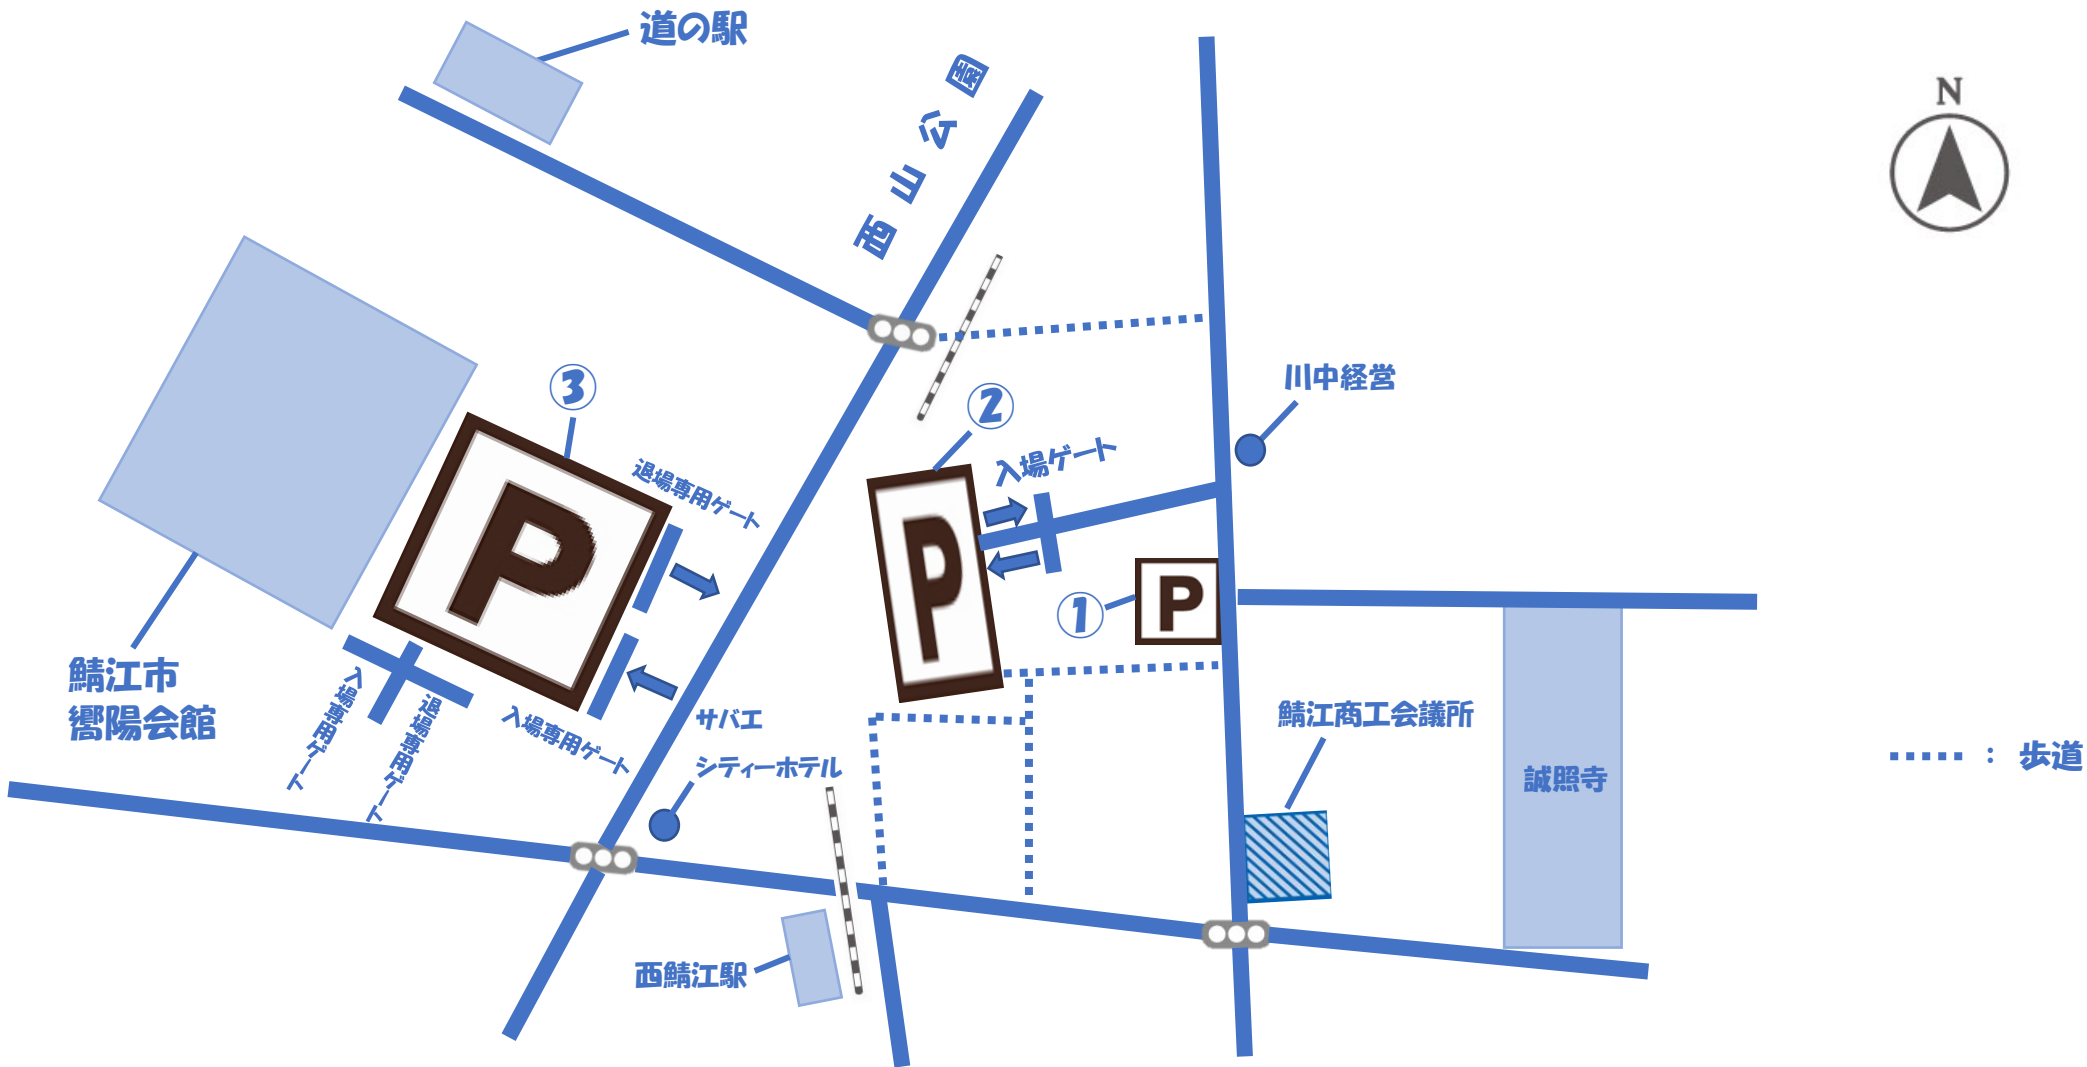 道の駅
西山公園
N
川中経営
③
②
入場ゲート
退場専用ゲート
P
P
①
P
鯖江市
嚮陽会館
入場専用ゲート
退場専用ゲート
入場専用ゲート
サバエ
シティーホテル
鯖江商工会議所
誠照寺
： 歩道
西鯖江駅